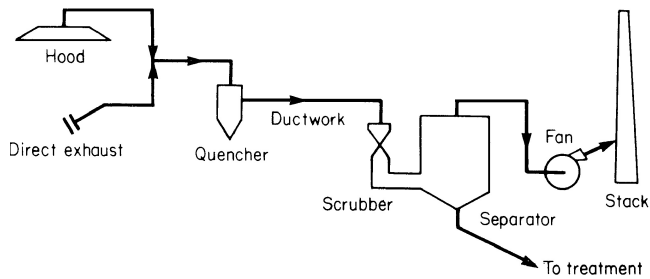 Hood
Direct exhaust
Quencher
Ductwork
Scrubber
Separator
Fan
Stack
To treatment